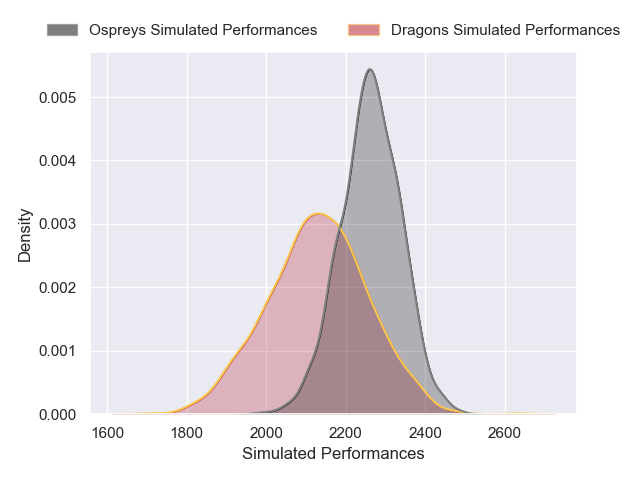 Ospreys Simulated Performances
Dragons Simulated Performances
Density
0.005
0.004
0.003
0.002
0.001
0.000
1600 1800 2000 2200 2400 2600
Simulated Performances